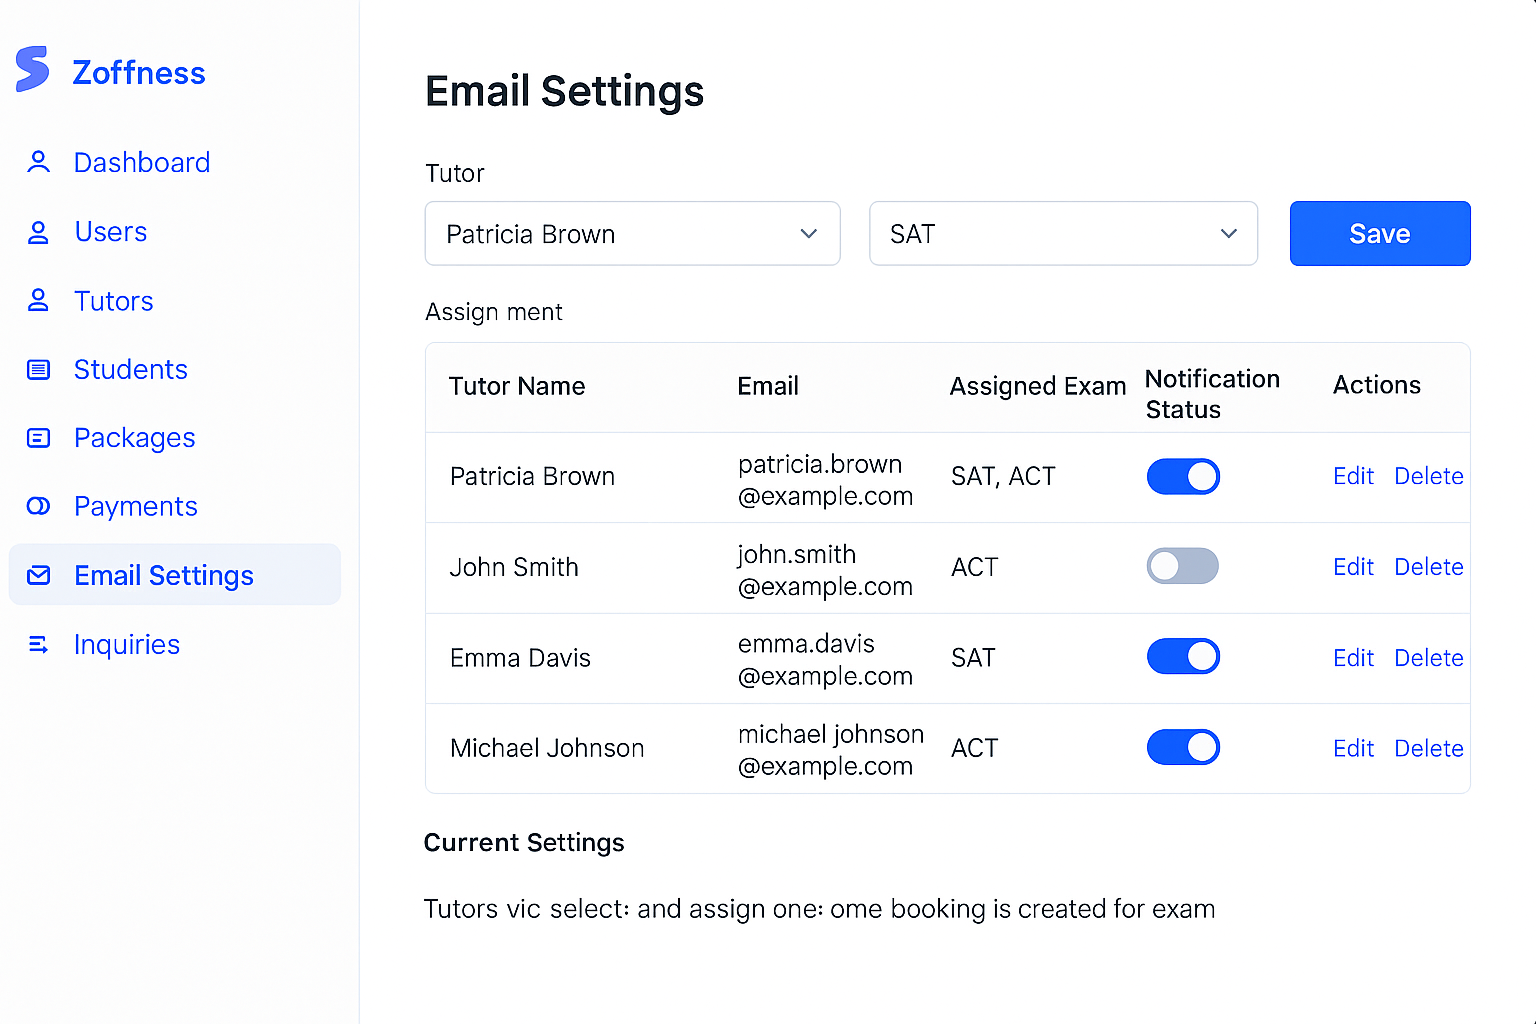 Zoffness
Dashboard
Users
Tutors
Students
Packages
Payments
Email Settings
Inquiries
Email Settings
Tutor
Patricia Brown
SAT
Save
Assign ment
Tutor Name
Email
Assigned Exam
Notification
Status
Actions
Patricia Brown
patricia.brown
@example.com
SAT, ACT
Edit Delete
John Smith
john.smith
@example.com
ACT
Edit Delete
Emma Davis
emma.davis
@example.com
SAT
Edit Delete
Michael Johnson
michael johnson
@example.com
ACT
Edit Delete
Current Settings
Tutors vic select: and assign one: ome booking is created for exam